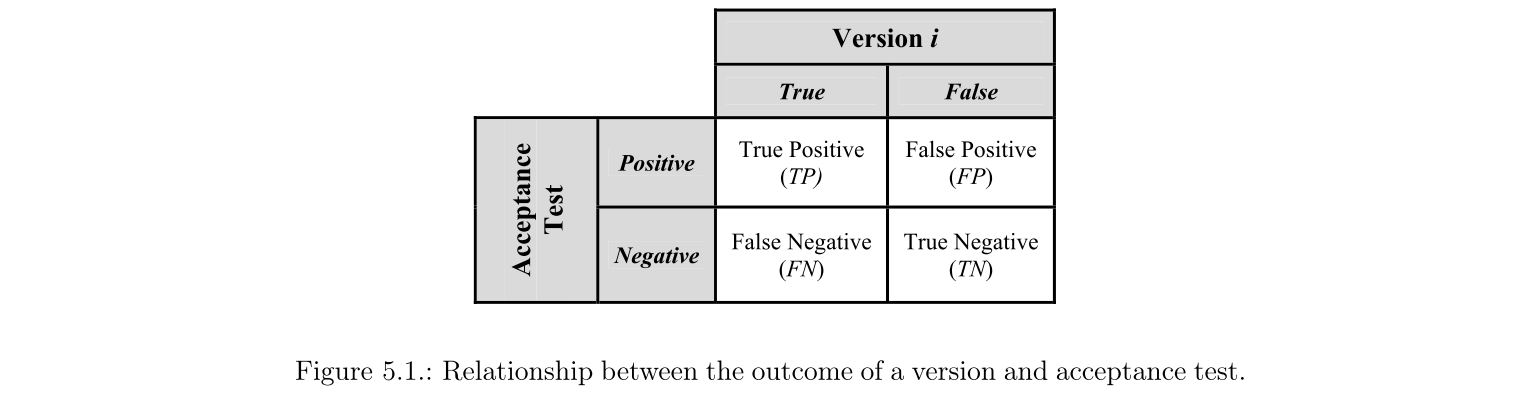 Version i
True False
Acceptance
Test
Positive
True Positive
(TP)
False Positive
(FP)
Negative
False Negative
(FN)
True Negative
(TN)
Figure 5.1.: Relationship between the outcome of a version and acceptance test.